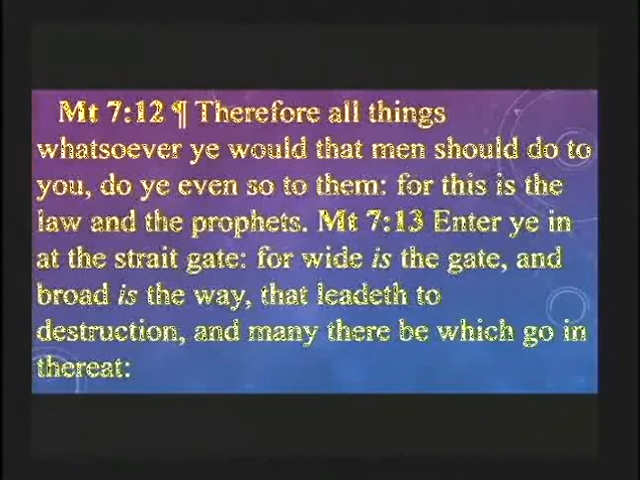 Mt 7:12 ¶ Therefore all things
whatsoever ye would that men should do to
you, do ye even so to them: for this is the
law and the prophets. Mt 7:13 Enter ye in
at the strait gate: for wide is the gate, and
broad is the way, that leadeth to
destruction, and many there be which go in
thereat: